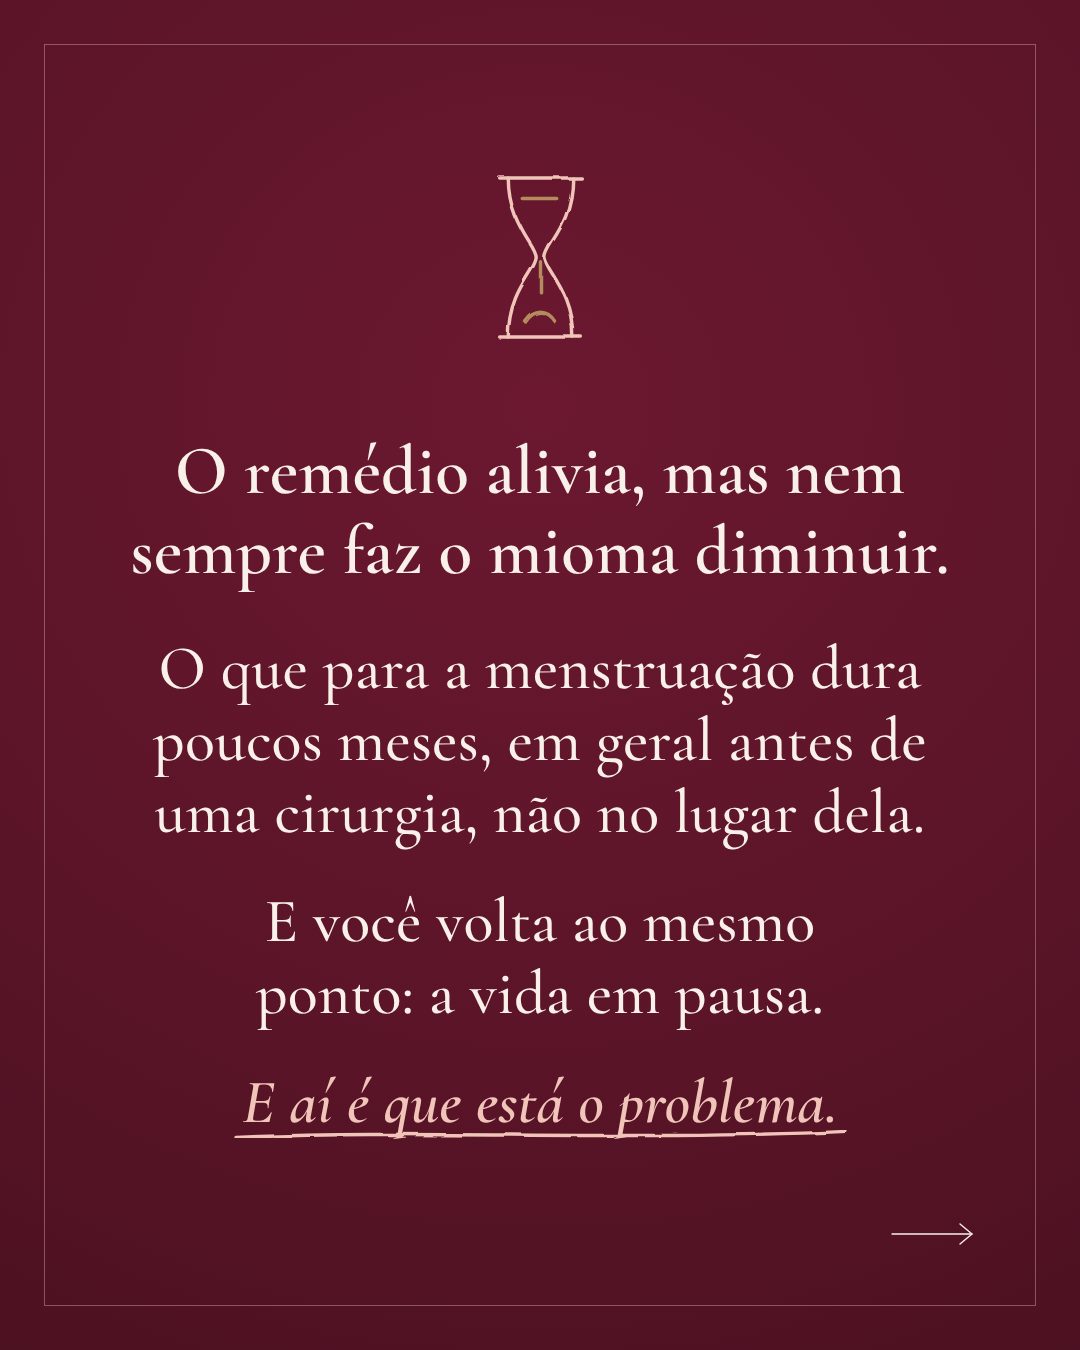 O remédio alivia, mas nem
sempre faz o mioma diminuir.
O que para a menstruação dura
poucos meses, em geral antes de
uma cirurgia, não no lugar dela.
E você volta ao mesmo
ponto: a vida em pausa.
E aí é que está o problema.